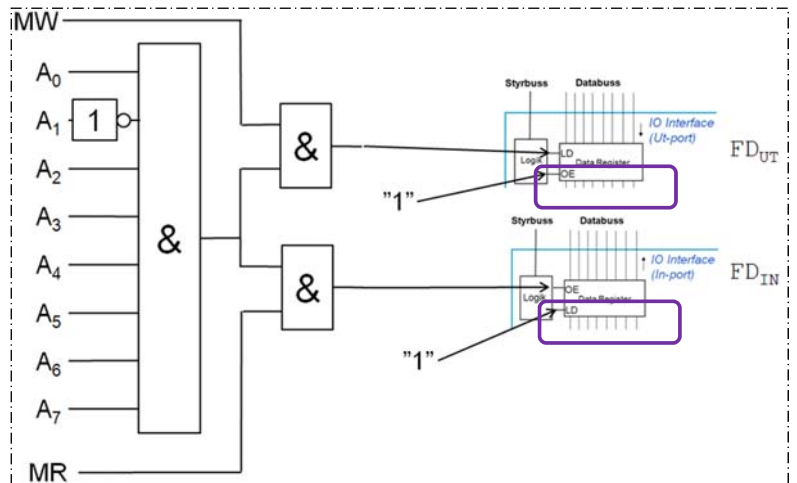 MW
A0
A1
1
A2
A3
A4
A5
A6
A7
MR
&
&
&
"1"
"1"
Styrbuss Databuss
IO Interface
(Ut-port)
FDUT
Logik
LD
Data Register
OE
Styrbuss Databuss
IO Interface
(In-port)
FDIN
Logik
OE
Data Register
LD